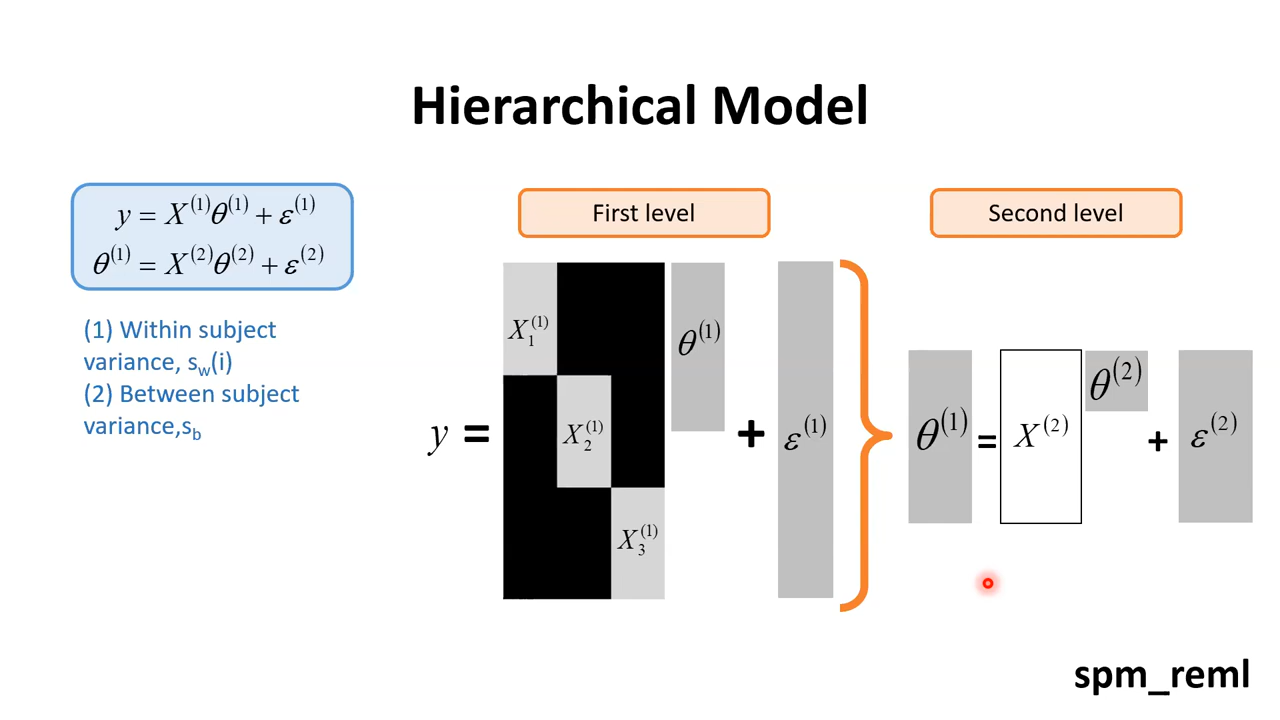 Hierarchical Model
y = X^(1)θ^(1) + ε^(1)
θ^(1) = X^(2)θ^(2) + ε^(2)
(1) Within subject
variance, s_w(i)
(2) Between subject
variance,s_b
First level
y = X_1^(1) X_2^(1) X_3^(1) θ^(1) + ε^(1)
Second level
θ^(1) = X^(2) θ^(2) + ε^(2)
spm_reml